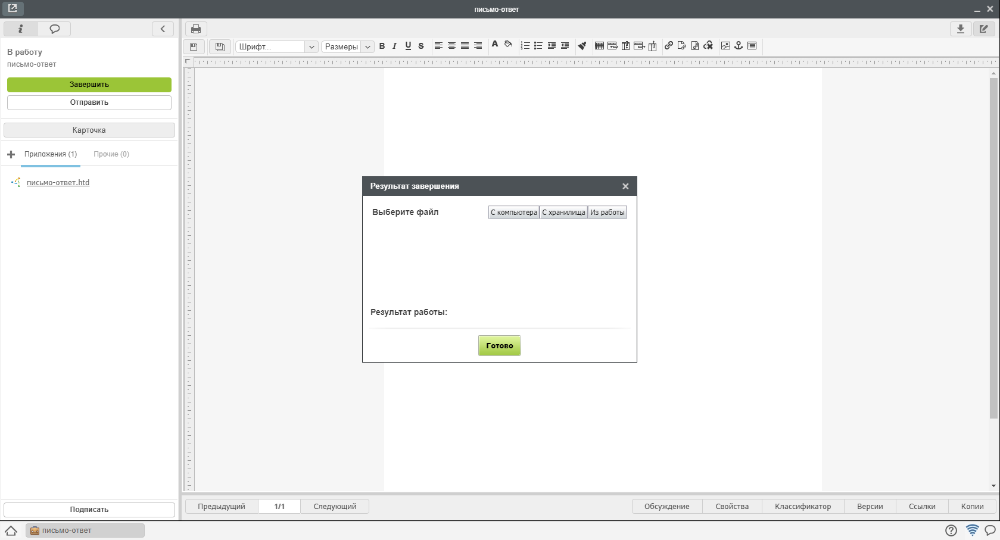 письмо-ответ
В работу
письмо-ответ
Завершить
Отправить
Карточка
Приложения (1) Прочие (0)
письмо-ответ.htd
Подписать
Шрифт... Размеры B I U S A
Результат завершения
Выберите файл С компьютера С хранилища Из работы
Результат работы:
Готово
Предыдущий 1/1 Следующий Обсуждение Свойства Классификатор Версии Ссылки Копии
письмо-ответ